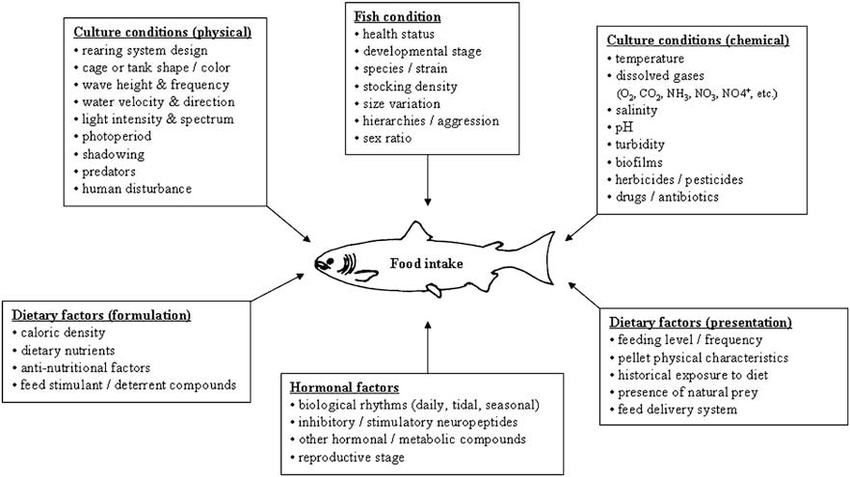 Culture conditions (physical)
• rearing system design
• cage or tank shape / color
• wave height & frequency
• water velocity & direction
• light intensity & spectrum
• photoperiod
• shadowing
• predators
• human disturbance
Fish condition
• health status
• developmental stage
• species / strain
• stocking density
• size variation
• hierarchies / aggression
• sex ratio
Culture conditions (chemical)
• temperature
• dissolved gases
(O2, CO2, NH3, NO3, NO4+, etc.)
• salinity
• pH
• turbidity
• biofilms
• herbicides / pesticides
• drugs / antibiotics
Food intake
Dietary factors (formulation)
• caloric density
• dietary nutrients
• anti-nutritional factors
• feed stimulant / deterrent compounds
Hormonal factors
• biological rhythms (daily, tidal, seasonal)
• inhibitory / stimulatory neuropeptides
• other hormonal / metabolic compounds
• reproductive stage
Dietary factors (presentation)
• feeding level / frequency
• pellet physical characteristics
• historical exposure to diet
• presence of natural prey
• feed delivery system